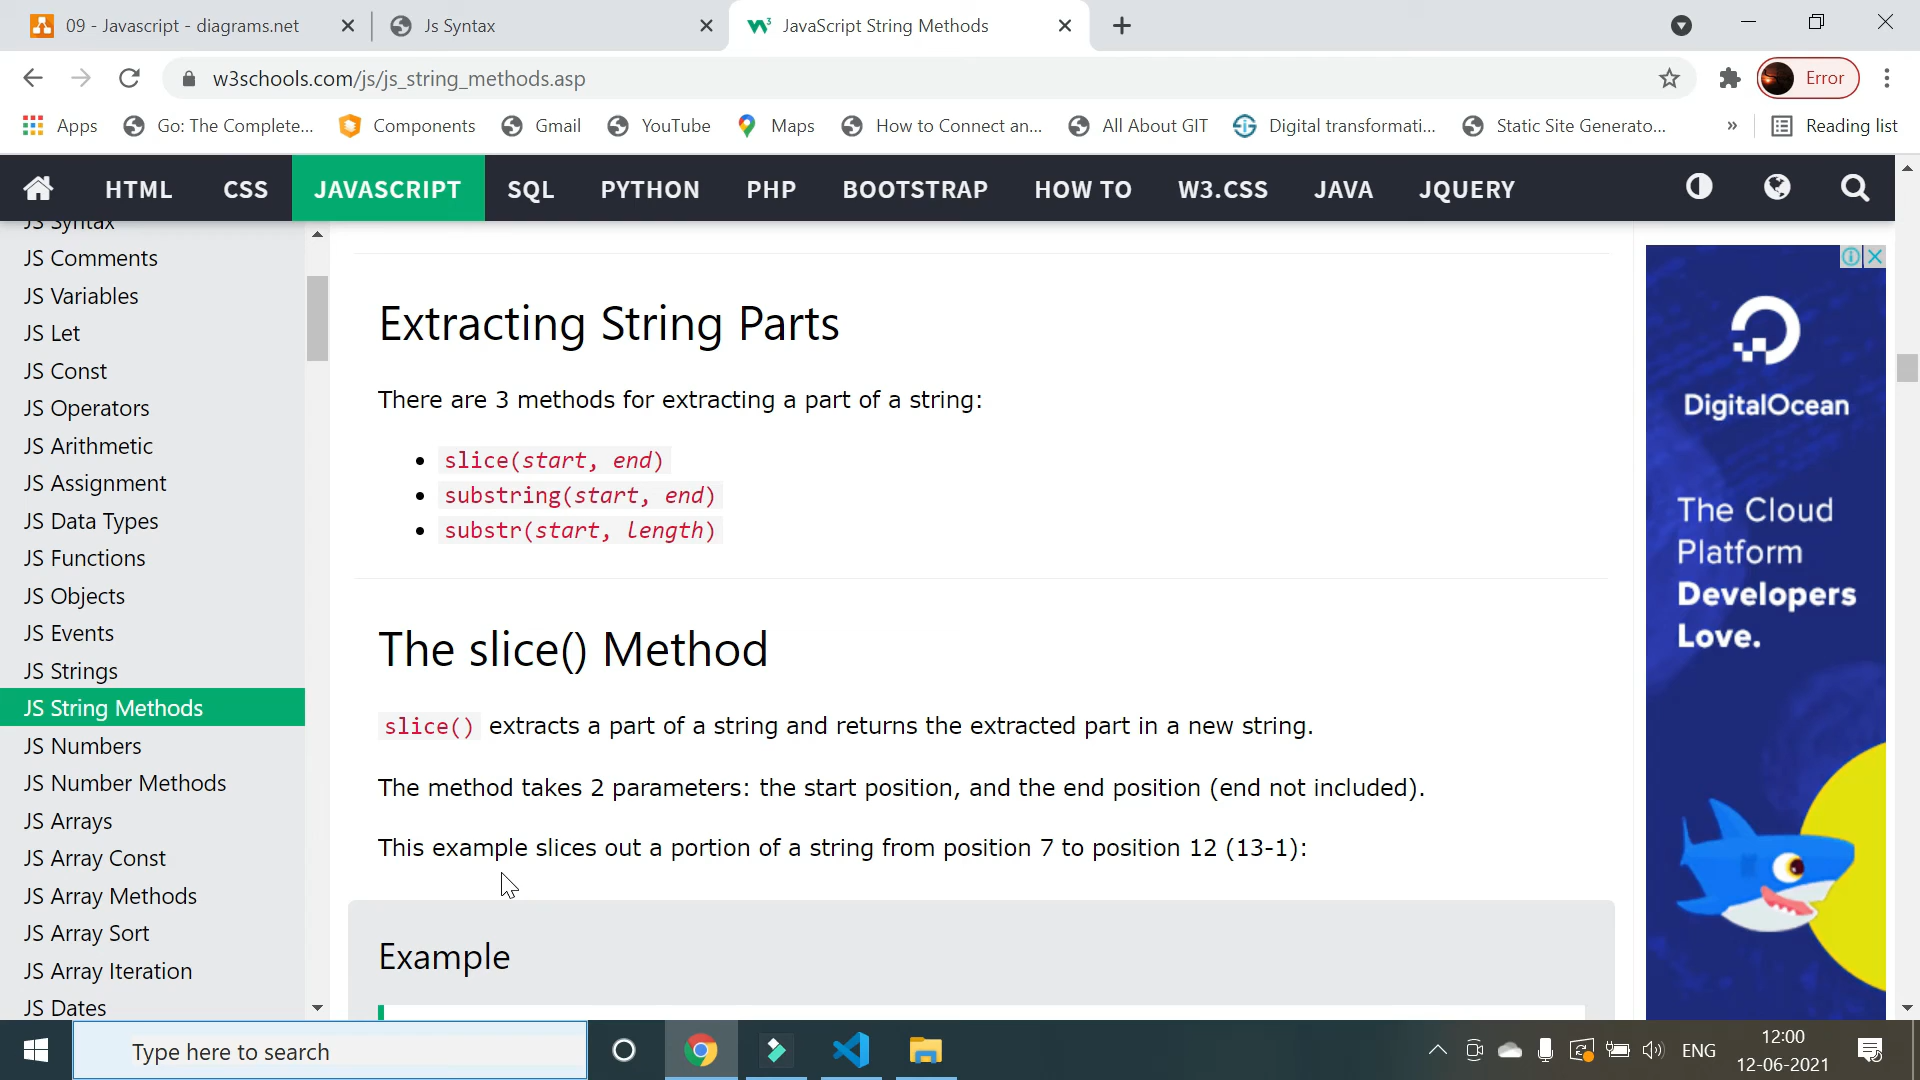 09 - Javascript - diagrams.net
Js Syntax
JavaScript String Methods
w3schools.com/js/js_string_methods.asp
Error
Apps
Go: The Complete...
Components
Gmail
YouTube
Maps
How to Connect an...
All About GIT
Digital transformati...
Static Site Generato...
»
Reading list
HTML
CSS
JAVASCRIPT
SQL
PYTHON
PHP
BOOTSTRAP
HOW TO
W3.CSS
JAVA
JQUERY
JS Syntax
JS Comments
JS Variables
JS Let
JS Const
JS Operators
JS Arithmetic
JS Assignment
JS Data Types
JS Functions
JS Objects
JS Events
JS Strings
JS String Methods
JS Numbers
JS Number Methods
JS Arrays
JS Array Const
JS Array Methods
JS Array Sort
JS Array Iteration
JS Dates
Extracting String Parts
There are 3 methods for extracting a part of a string:
slice(start, end)
substring(start, end)
substr(start, length)
The slice() Method
slice() extracts a part of a string and returns the extracted part in a new string.
The method takes 2 parameters: the start position, and the end position (end not included).
This example slices out a portion of a string from position 7 to position 12 (13-1):
Example
DigitalOcean
The Cloud
Platform
Developers
Love.
Type here to search
ENG
12:00
12-06-2021